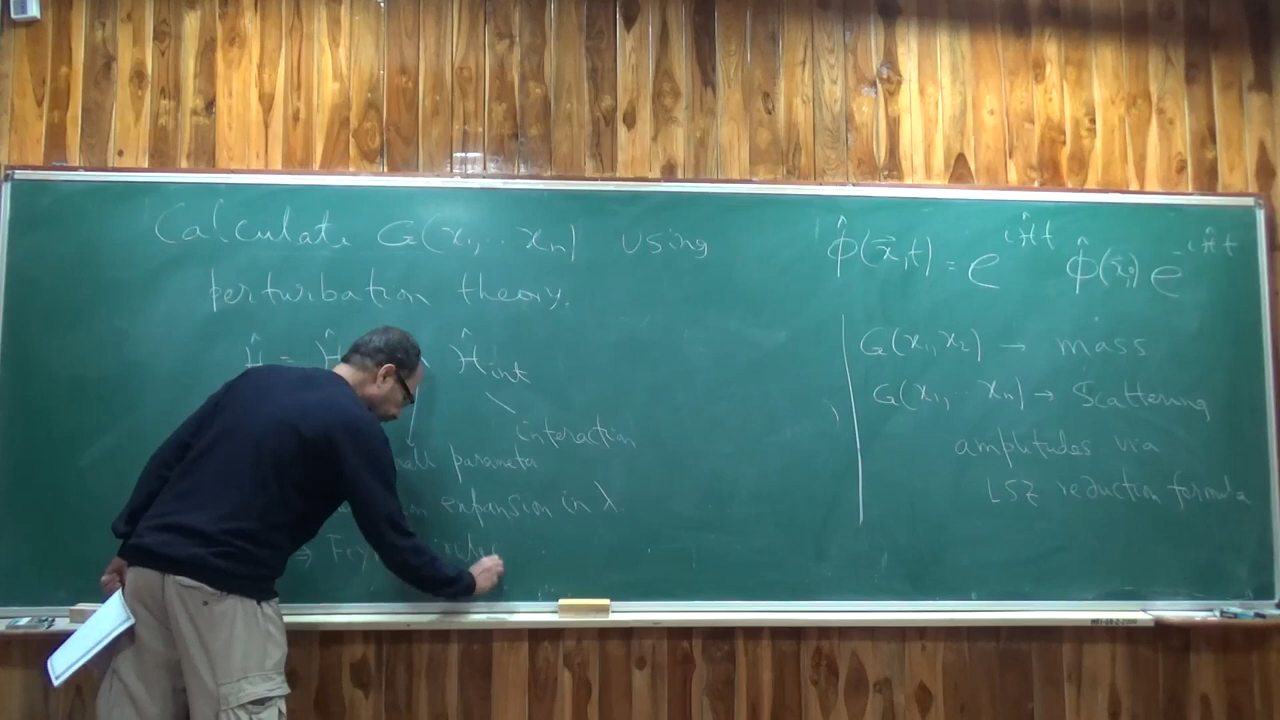 Calculate G(x₁, .. xₙ) using
perturbation theory.
Ĥ = Ĥ Ĥint
interaction
parameter
expansion in λ.
⇒
φ̂(x⃗,t) = e^{iĤt} φ̂(x⃗,0) e^{-iĤt}
G(x₁,x₂) → mass
G(x₁, .. xₙ) → Scattering
amplitudes via
LSZ reduction formula